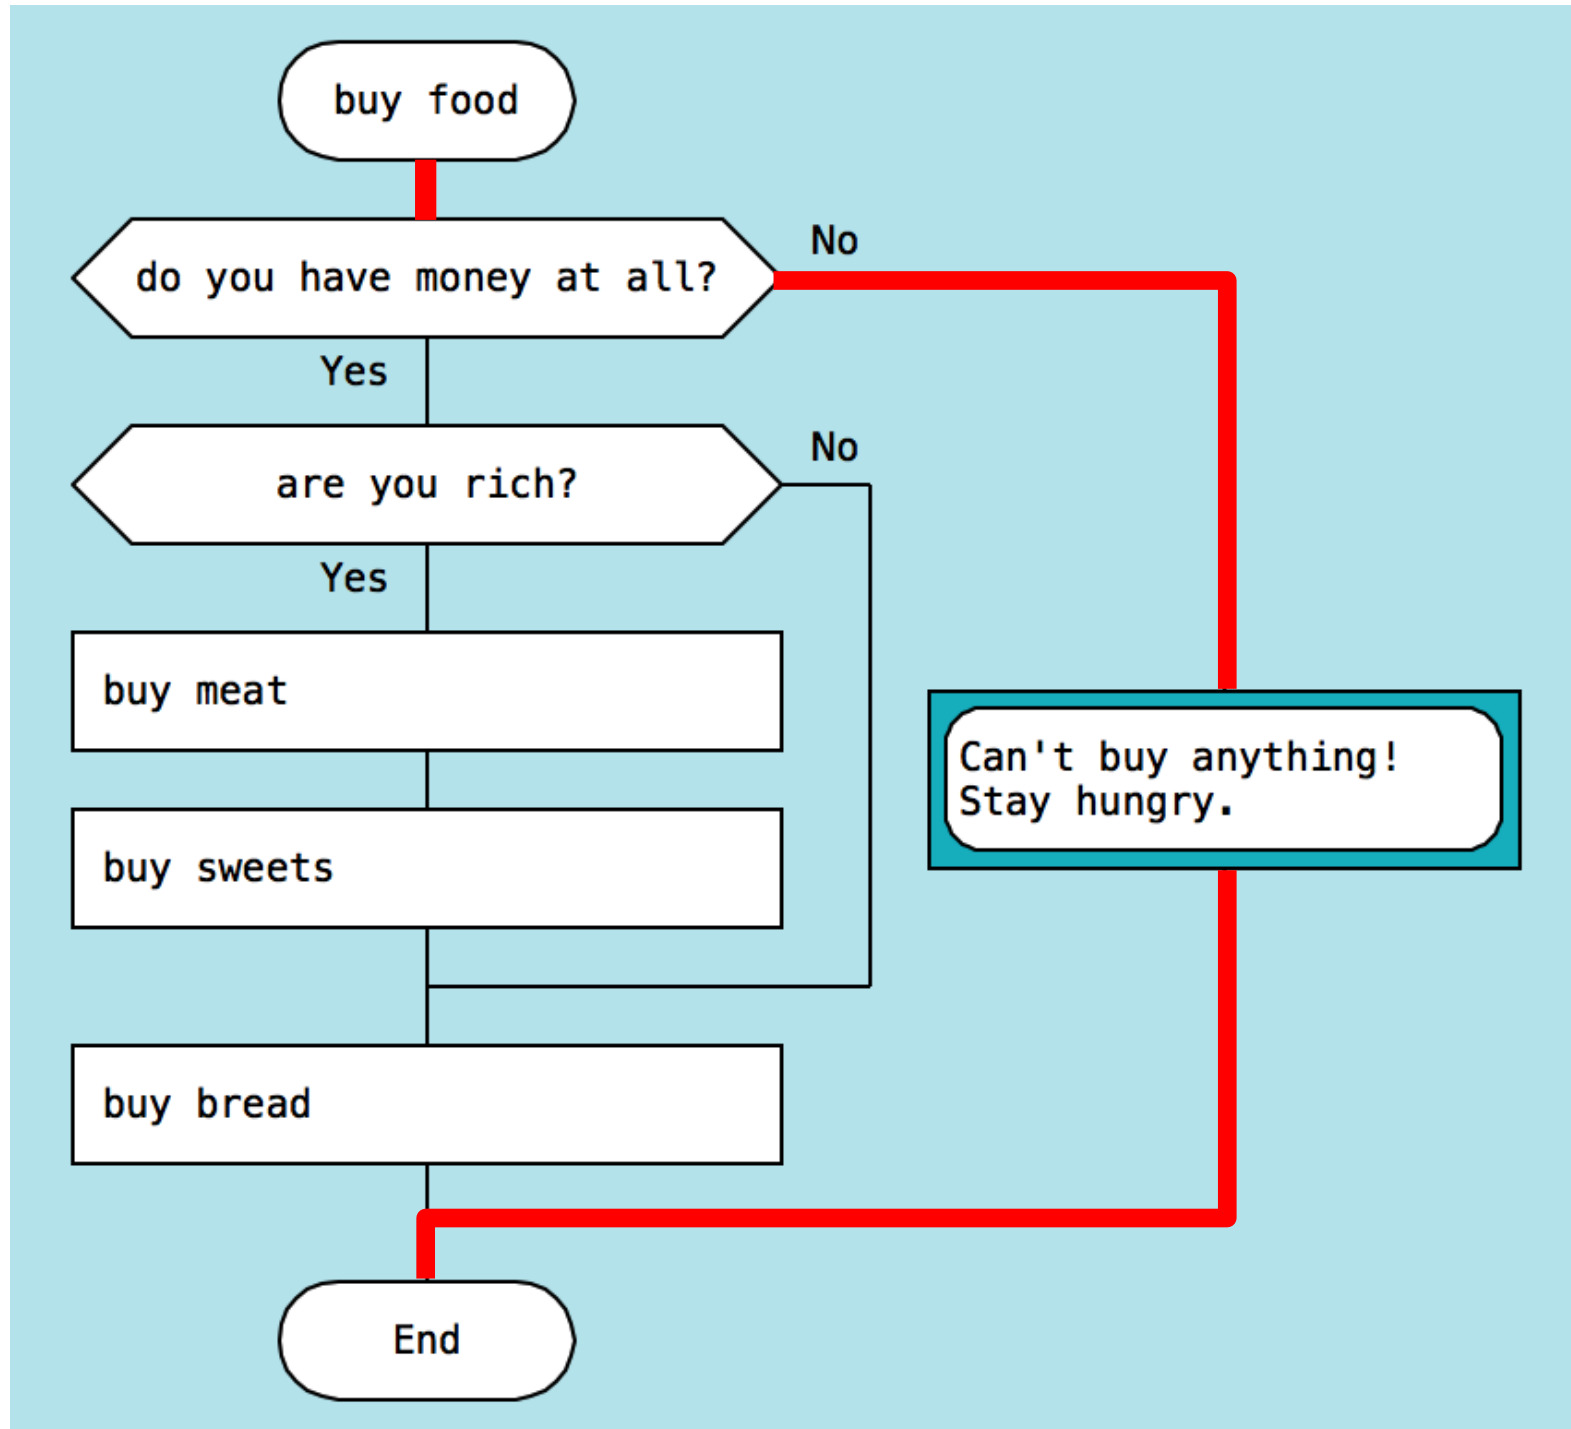 buy food
do you have money at all?
No
Yes
are you rich?
No
Yes
buy meat
Can't buy anything!
Stay hungry.
buy sweets
buy bread
End